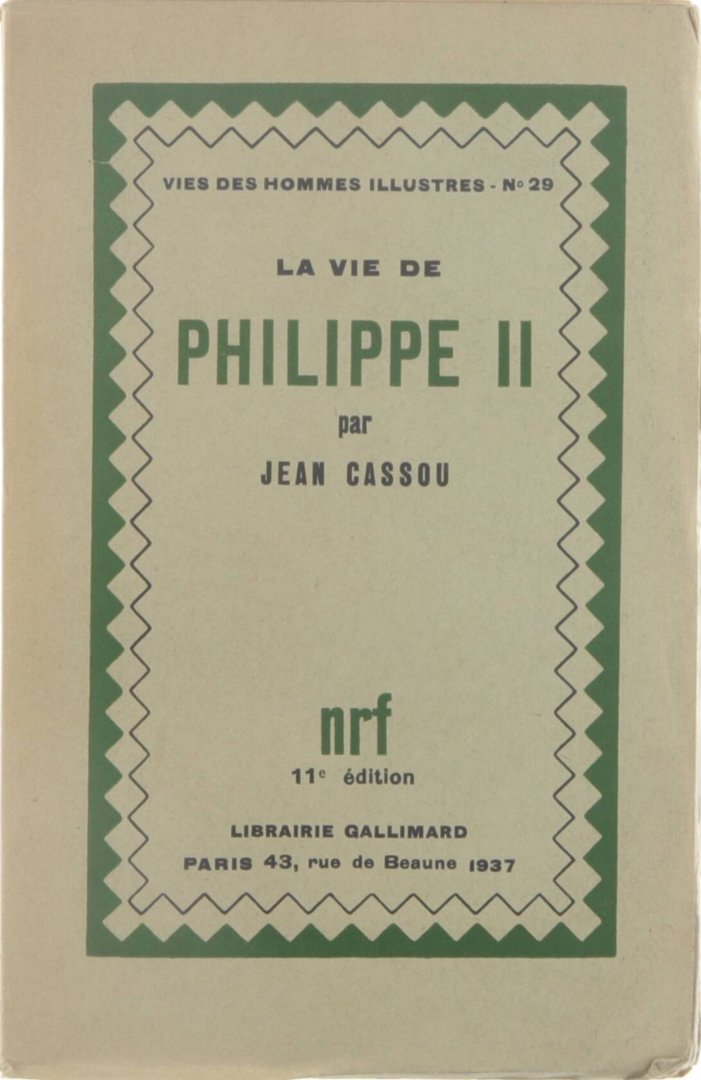 VIES DES HOMMES ILLUSTRES - Nº 29
LA VIE DE
PHILIPPE II
par
JEAN CASSOU
nrf
11e édition
LIBRAIRIE GALLIMARD
PARIS 43, rue de Beaune 1937